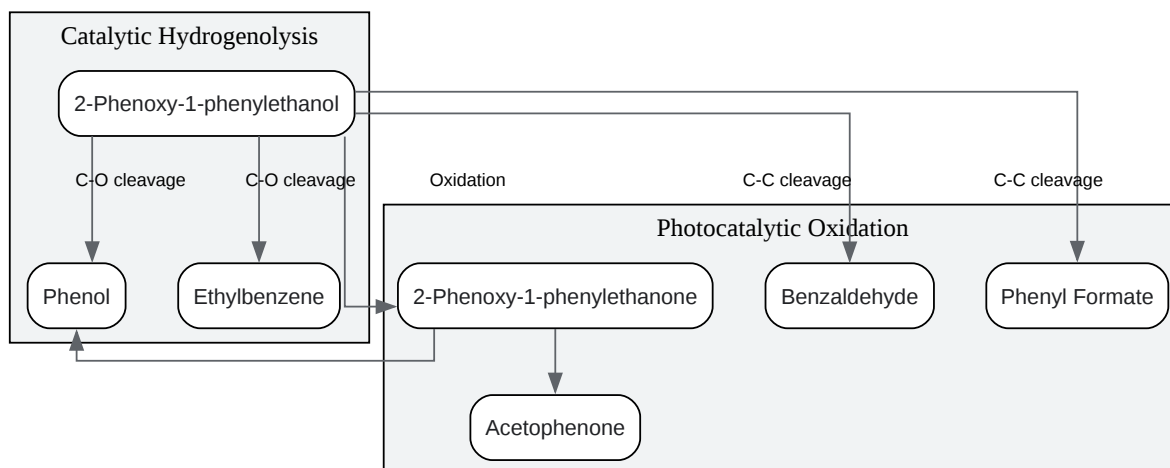 Catalytic Hydrogenolysis
2-Phenoxy-1-phenylethanol
C-O cleavage
C-O cleavage
Oxidation
C-C cleavage
C-C cleavage
Photocatalytic Oxidation
Phenol
Ethylbenzene
2-Phenoxy-1-phenylethanone
Benzaldehyde
Phenyl Formate
Acetophenone